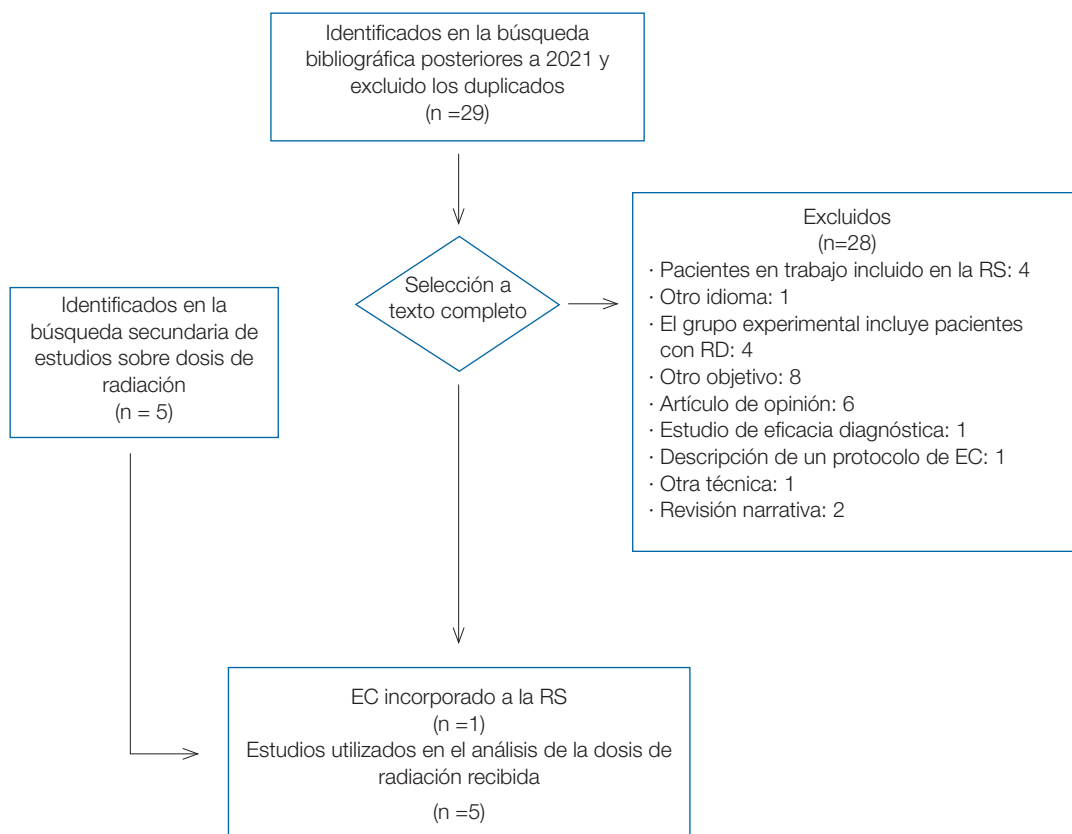 Identificados en la búsqueda
bibliográfica posteriores a 2021 y
excluido los duplicados
(n =29)
Selección a
texto completo
Excluidos
(n=28)
· Pacientes en trabajo incluido en la RS: 4
· Otro idioma: 1
· El grupo experimental incluye pacientes
con RD: 4
· Otro objetivo: 8
· Artículo de opinión: 6
· Estudio de eficacia diagnóstica: 1
· Descripción de un protocolo de EC: 1
· Otra técnica: 1
· Revisión narrativa: 2
Identificados en la
búsqueda secundaria de
estudios sobre dosis de
radiación
(n = 5)
EC incorporado a la RS
(n =1)
Estudios utilizados en el análisis de la dosis de
radiación recibida
(n =5)